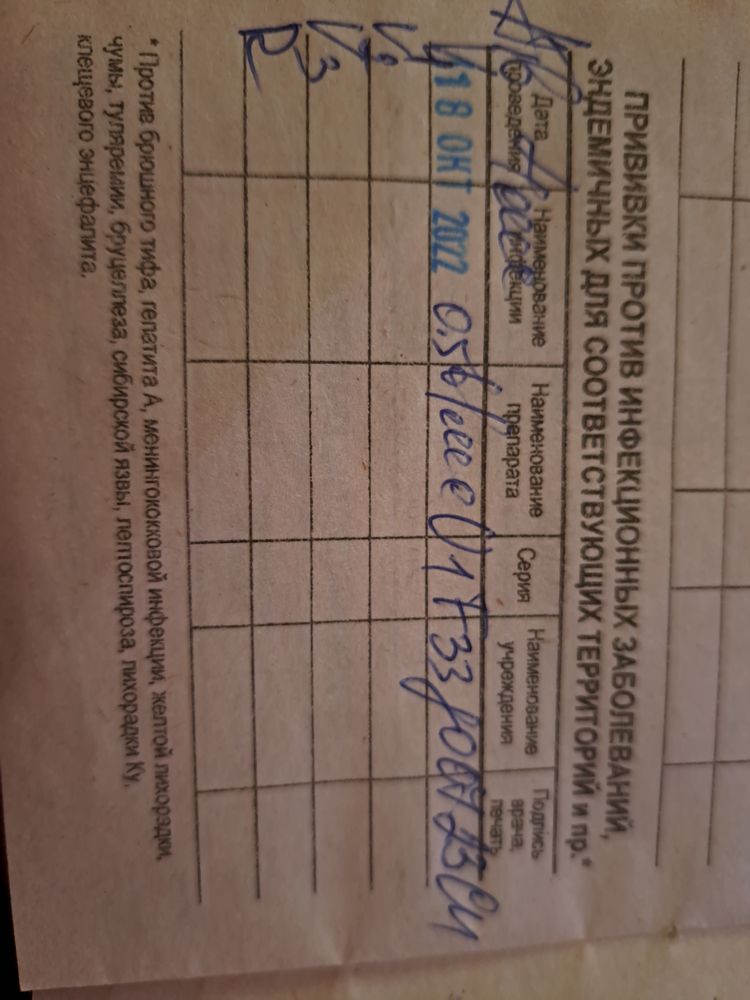 ПРИВИВКИ ПРОТИВ ИНФЕКЦИОННЫХ ЗАБОЛЕВАНИЙ,
ЭНДЕМИЧНЫХ ДЛЯ СООТВЕТСТВУЮЩИХ ТЕРРИТОРИЙ и пр.*
Дата проведения
Наименование инфекции
Наименование препарата
Серия
Наименование учреждения
Подпись врача, печать
V1 18 ОКТ 2022 0.5
V3
R
* Против брюшного тифа, гепатита А, менингококковой инфекции, желтой лихорадки,
чумы, туляремии, бруцеллеза, сибирской язвы, лептоспироза, лихорадки Ку,
клещевого энцефалита.